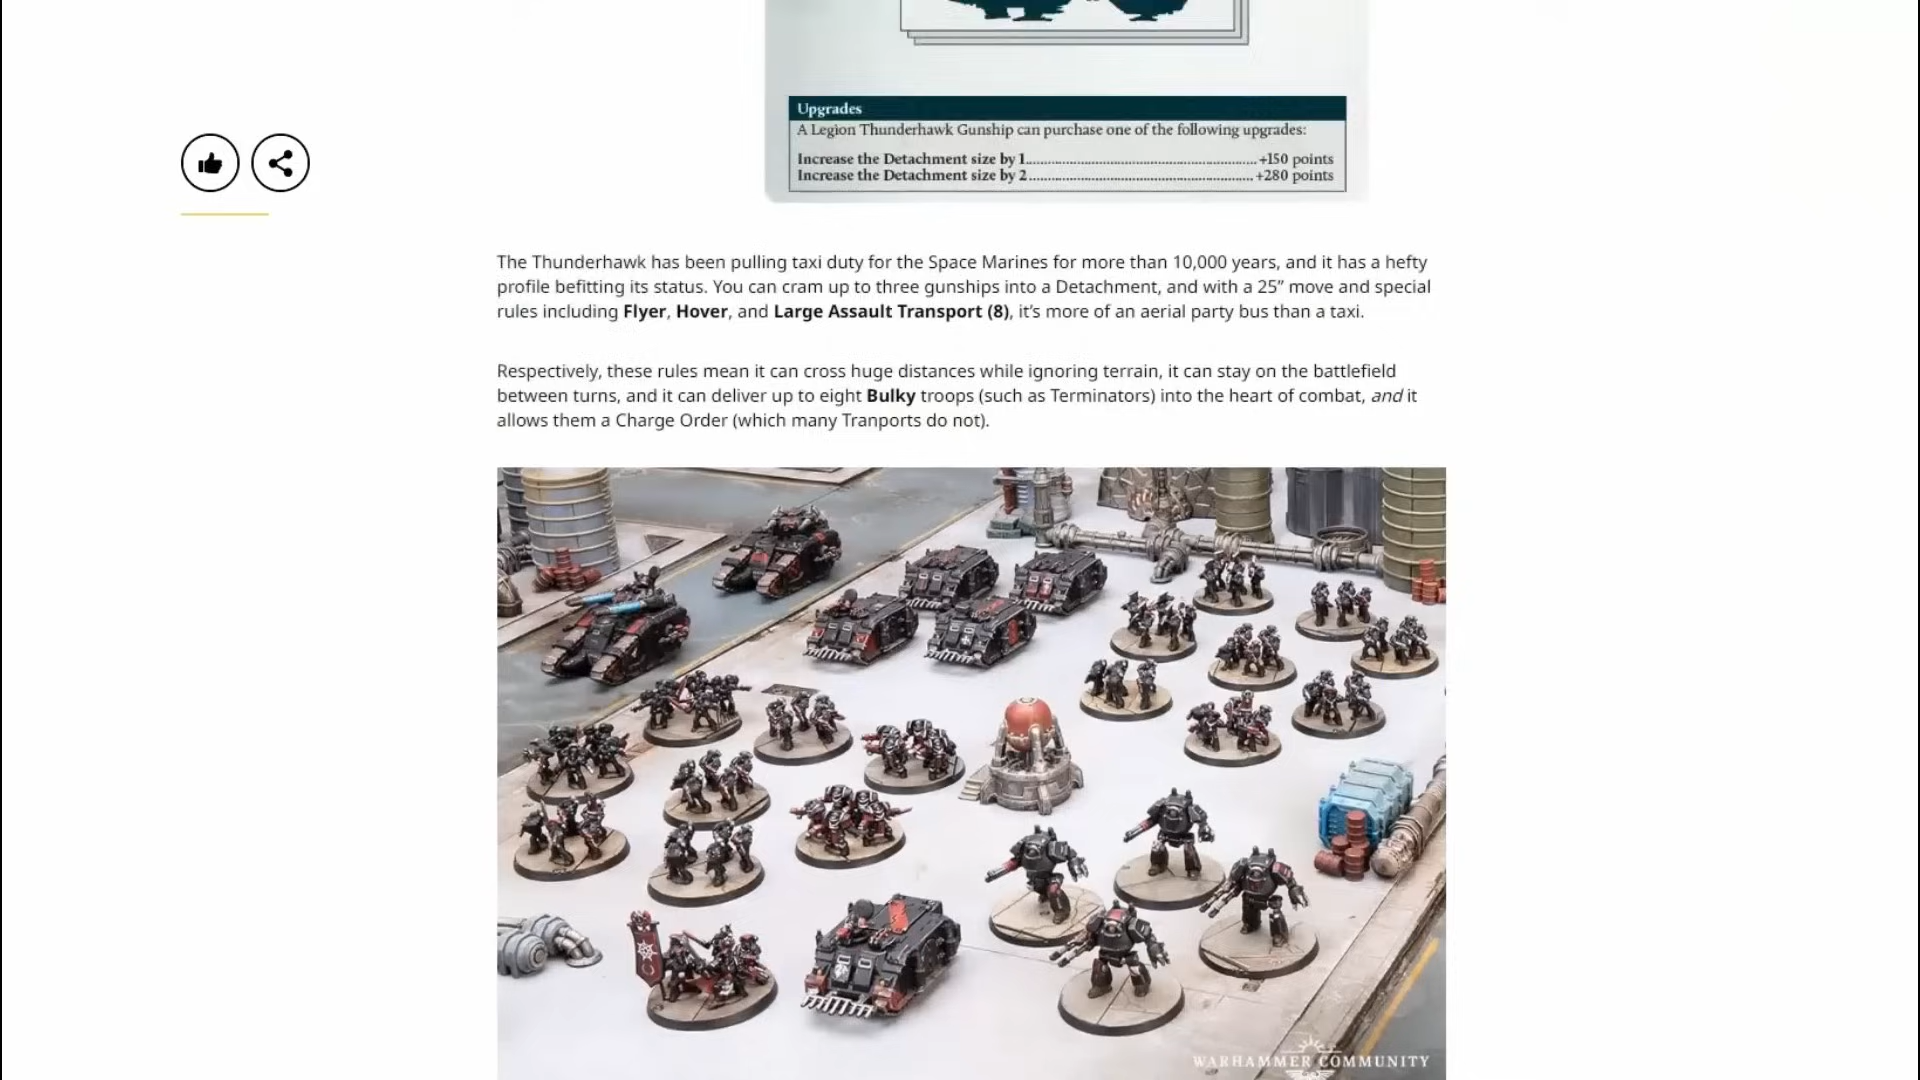 Upgrades
A Legion Thunderhawk Gunship can purchase one of the following upgrades:
Increase the Detachment size by 1..........+150 points
Increase the Detachment size by 2..........+280 points
The Thunderhawk has been pulling taxi duty for the Space Marines for more than 10,000 years, and it has a hefty
profile befitting its status. You can cram up to three gunships into a Detachment, and with a 25” move and special
rules including Flyer, Hover, and Large Assault Transport (8), it’s more of an aerial party bus than a taxi.
Respectively, these rules mean it can cross huge distances while ignoring terrain, it can stay on the battlefield
between turns, and it can deliver up to eight Bulky troops (such as Terminators) into the heart of combat, and it
allows them a Charge Order (which many Tranports do not).
WARHAMMER COMMUNITY